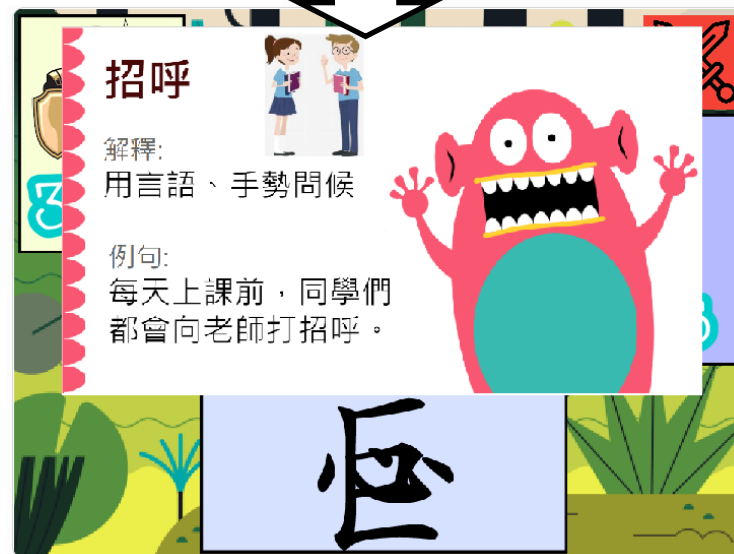 招呼
解釋:
用言語、手勢問候
例句:
每天上課前，同學們
都會向老師打招呼。